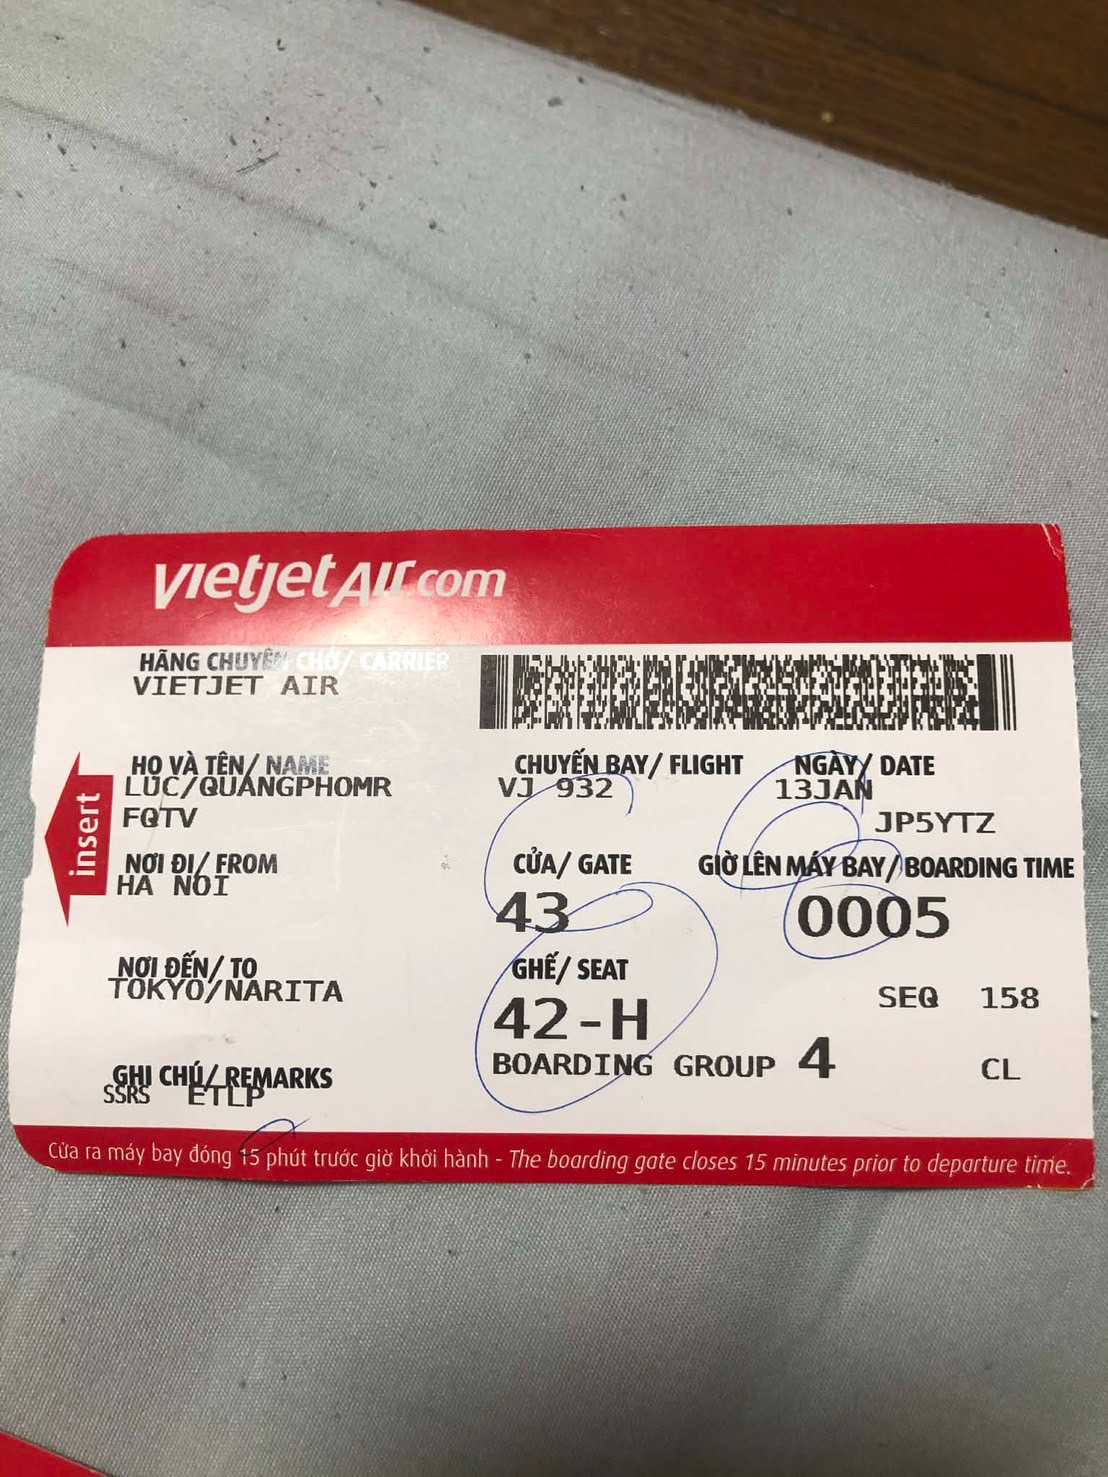 vietjetAir.com
HÃNG CHUYÊN CHỞ/ CARRIER
VIETJET AIR
HỌ VÀ TÊN/ NAME
LUC/QUANGPHOMR
FQTV
CHUYẾN BAY/ FLIGHT
VJ 932
NGÀY/ DATE
13JAN
JP5YTZ
insert
NƠI ĐI/ FROM
HA NOI
CỬA/ GATE
43
GIỜ LÊN MÁY BAY/ BOARDING TIME
0005
NƠI ĐẾN/ TO
TOKYO/NARITA
GHẾ/ SEAT
42-H
SEQ 158
BOARDING GROUP 4
CL
GHI CHÚ/ REMARKS
SSRS ETLP
Cửa ra máy bay đóng 15 phút trước giờ khởi hành - The boarding gate closes 15 minutes prior to departure time.